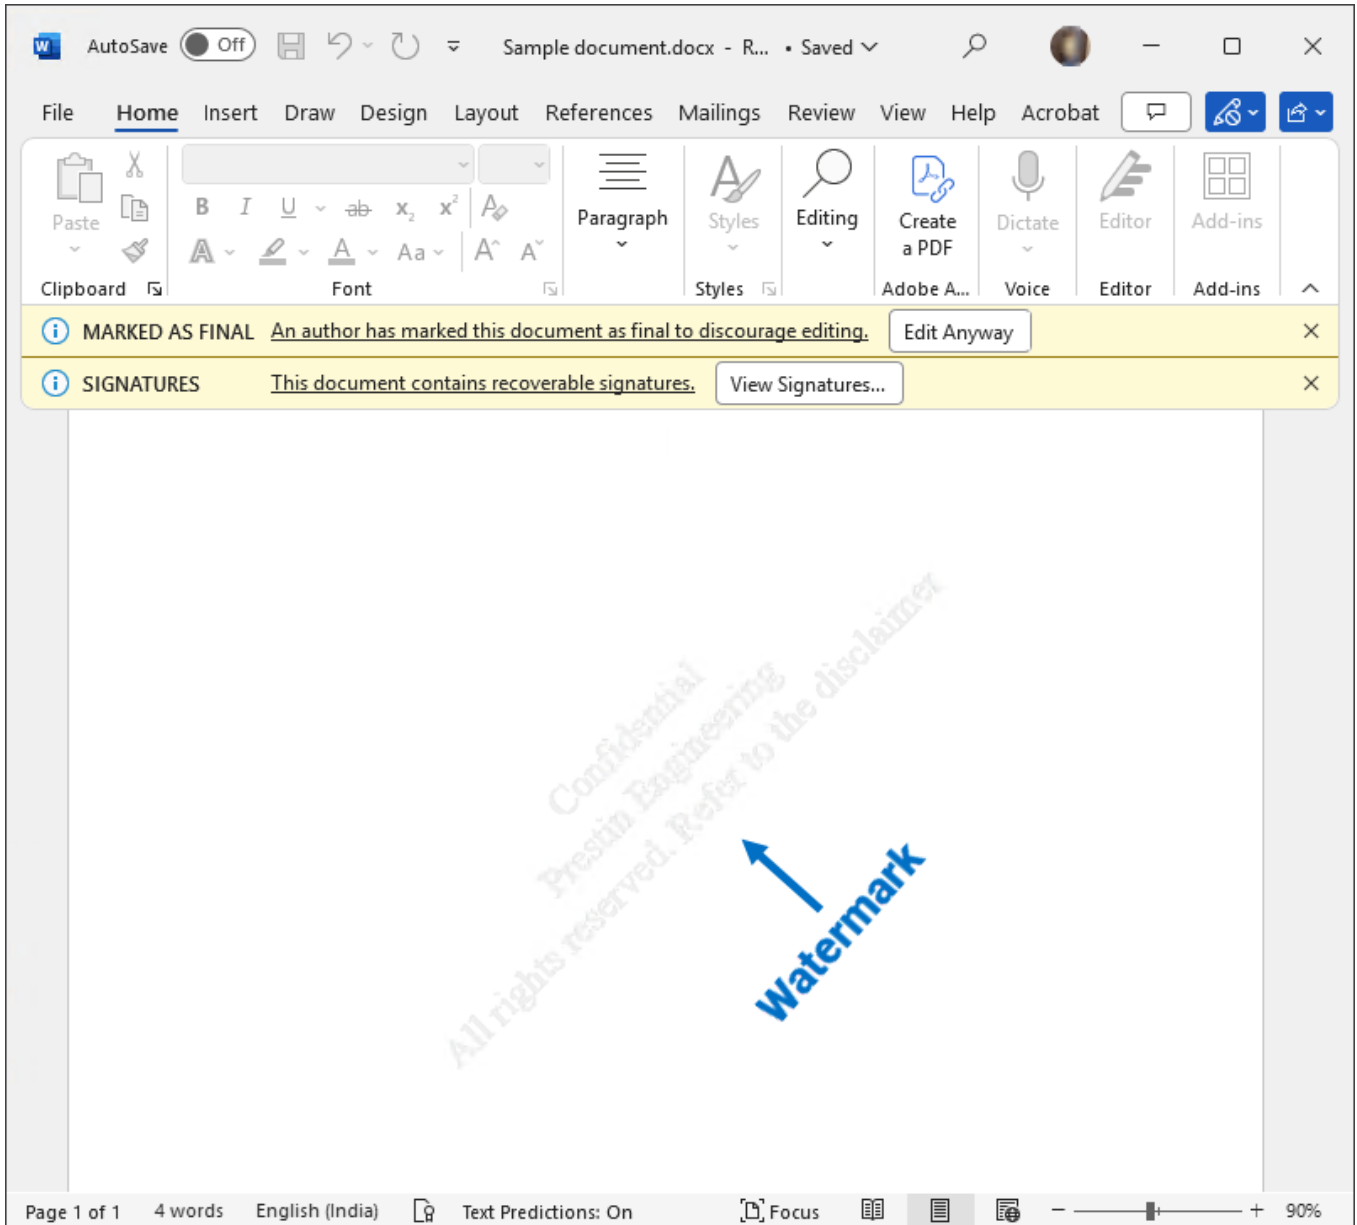 W
AutoSave Off Sample document.docx - R... • Saved
File Home Insert Draw Design Layout References Mailings Review View Help Acrobat
Paste
B I U ab x₂ x² A
A A Aa A^ Aˇ
Paragraph
Styles
Editing
Create
a PDF
Dictate
Editor
Add-ins
Clipboard Font Styles Adobe A... Voice Editor Add-ins
MARKED AS FINAL An author has marked this document as final to discourage editing. Edit Anyway
SIGNATURES This document contains recoverable signatures. View Signatures...
Confidential
Prestin Engineering
All rights reserved. Refer to the disclaimer
Watermark
Page 1 of 1 4 words English (India) Text Predictions: On Focus 90%